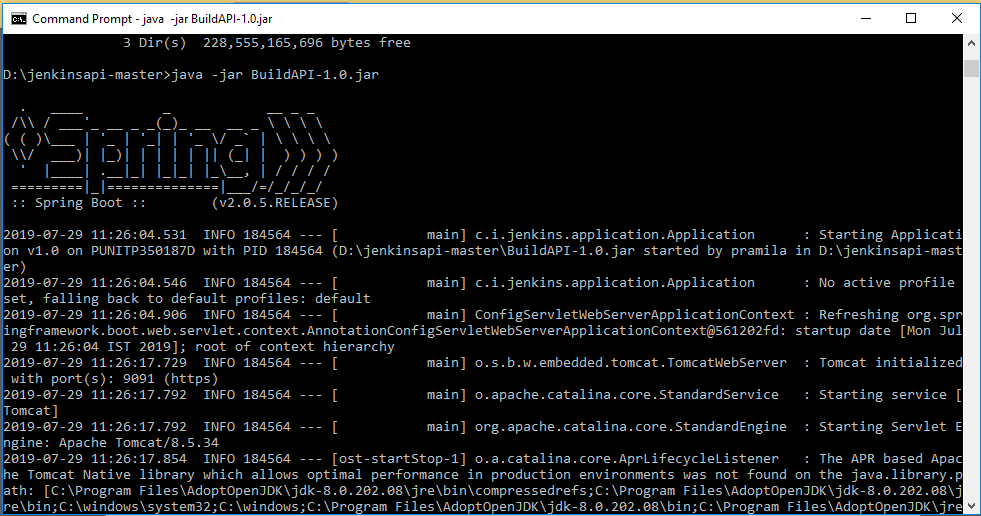 Command Prompt - java -jar BuildAPI-1.0.jar
3 Dir(s)  228,555,165,696 bytes free
D:\jenkinsapi-master>java -jar BuildAPI-1.0.jar
  .   ____          _            __ _ _
 /\\ / ___'_ __ _ _(_)_ __  __ _ \ \ \ \
( ( )\___ | '_ | '_| | '_ \/ _` | \ \ \ \
 \\/  ___)| |_)| | | | | || (_| |  ) ) ) )
  '  |____| .__|_| |_|_| |_\__, | / / / /
 =========|_|==============|___/=/_/_/_/
 :: Spring Boot ::        (v2.0.5.RELEASE)
2019-07-29 11:26:04.531  INFO 184564 --- [           main] c.i.jenkins.application.Application      : Starting Applicati
on v1.0 on PUNITP350187D with PID 184564 (D:\jenkinsapi-master\BuildAPI-1.0.jar started by pramila in D:\jenkinsapi-mast
er)
2019-07-29 11:26:04.546  INFO 184564 --- [           main] c.i.jenkins.application.Application      : No active profile
set, falling back to default profiles: default
2019-07-29 11:26:04.906  INFO 184564 --- [           main] ConfigServletWebServerApplicationContext : Refreshing org.spr
ingframework.boot.web.servlet.context.AnnotationConfigServletWebServerApplicationContext@561202fd: startup date [Mon Jul
 29 11:26:04 IST 2019]; root of context hierarchy
2019-07-29 11:26:17.729  INFO 184564 --- [           main] o.s.b.w.embedded.tomcat.TomcatWebServer  : Tomcat initialized
 with port(s): 9091 (https)
2019-07-29 11:26:17.792  INFO 184564 --- [           main] o.apache.catalina.core.StandardService   : Starting service [
Tomcat]
2019-07-29 11:26:17.792  INFO 184564 --- [           main] org.apache.catalina.core.StandardEngine  : Starting Servlet E
ngine: Apache Tomcat/8.5.34
2019-07-29 11:26:17.854  INFO 184564 --- [ost-startStop-1] o.a.catalina.core.AprLifecycleListener   : The APR based Apac
he Tomcat Native library which allows optimal performance in production environments was not found on the java.library.p
ath: [C:\Program Files\AdoptOpenJDK\jdk-8.0.202.08\jre\bin\compressedrefs;C:\Program Files\AdoptOpenJDK\jdk-8.0.202.08\j
re\bin;C:\windows\system32;C:\windows;C:\Program Files\AdoptOpenJDK\jdk-8.0.202.08\bin;C:\Program Files\AdoptOpenJDK\jre